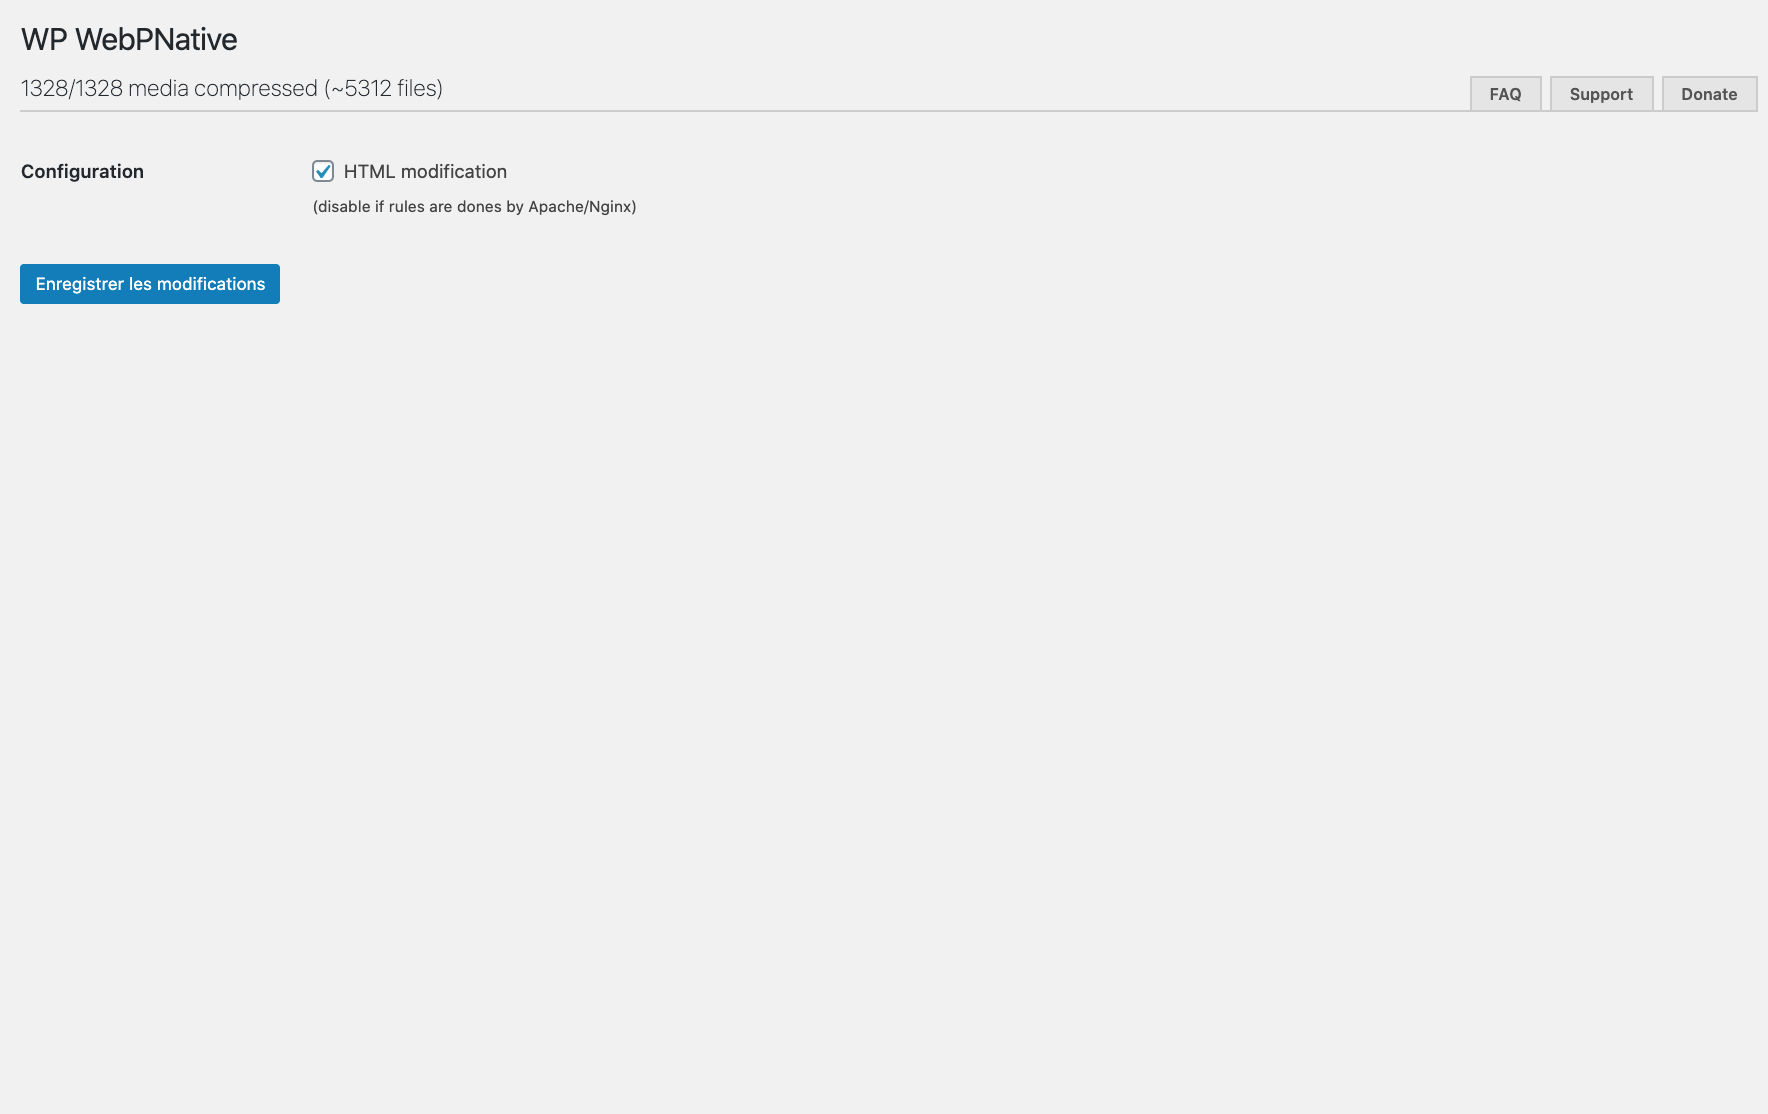 WP WebPNative
1328/1328 media compressed (~5312 files)
FAQ
Support
Donate
Configuration
HTML modification
(disable if rules are dones by Apache/Nginx)
Enregistrer les modifications